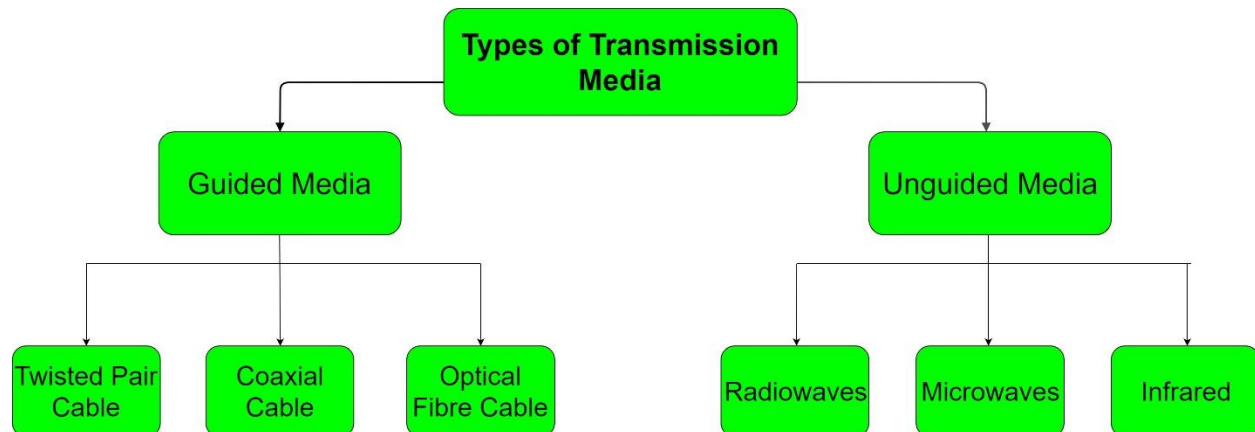 Types of Transmission
Media
Guided Media
Unguided Media
Twisted Pair
Cable
Coaxial
Cable
Optical
Fibre Cable
Radiowaves
Microwaves
Infrared